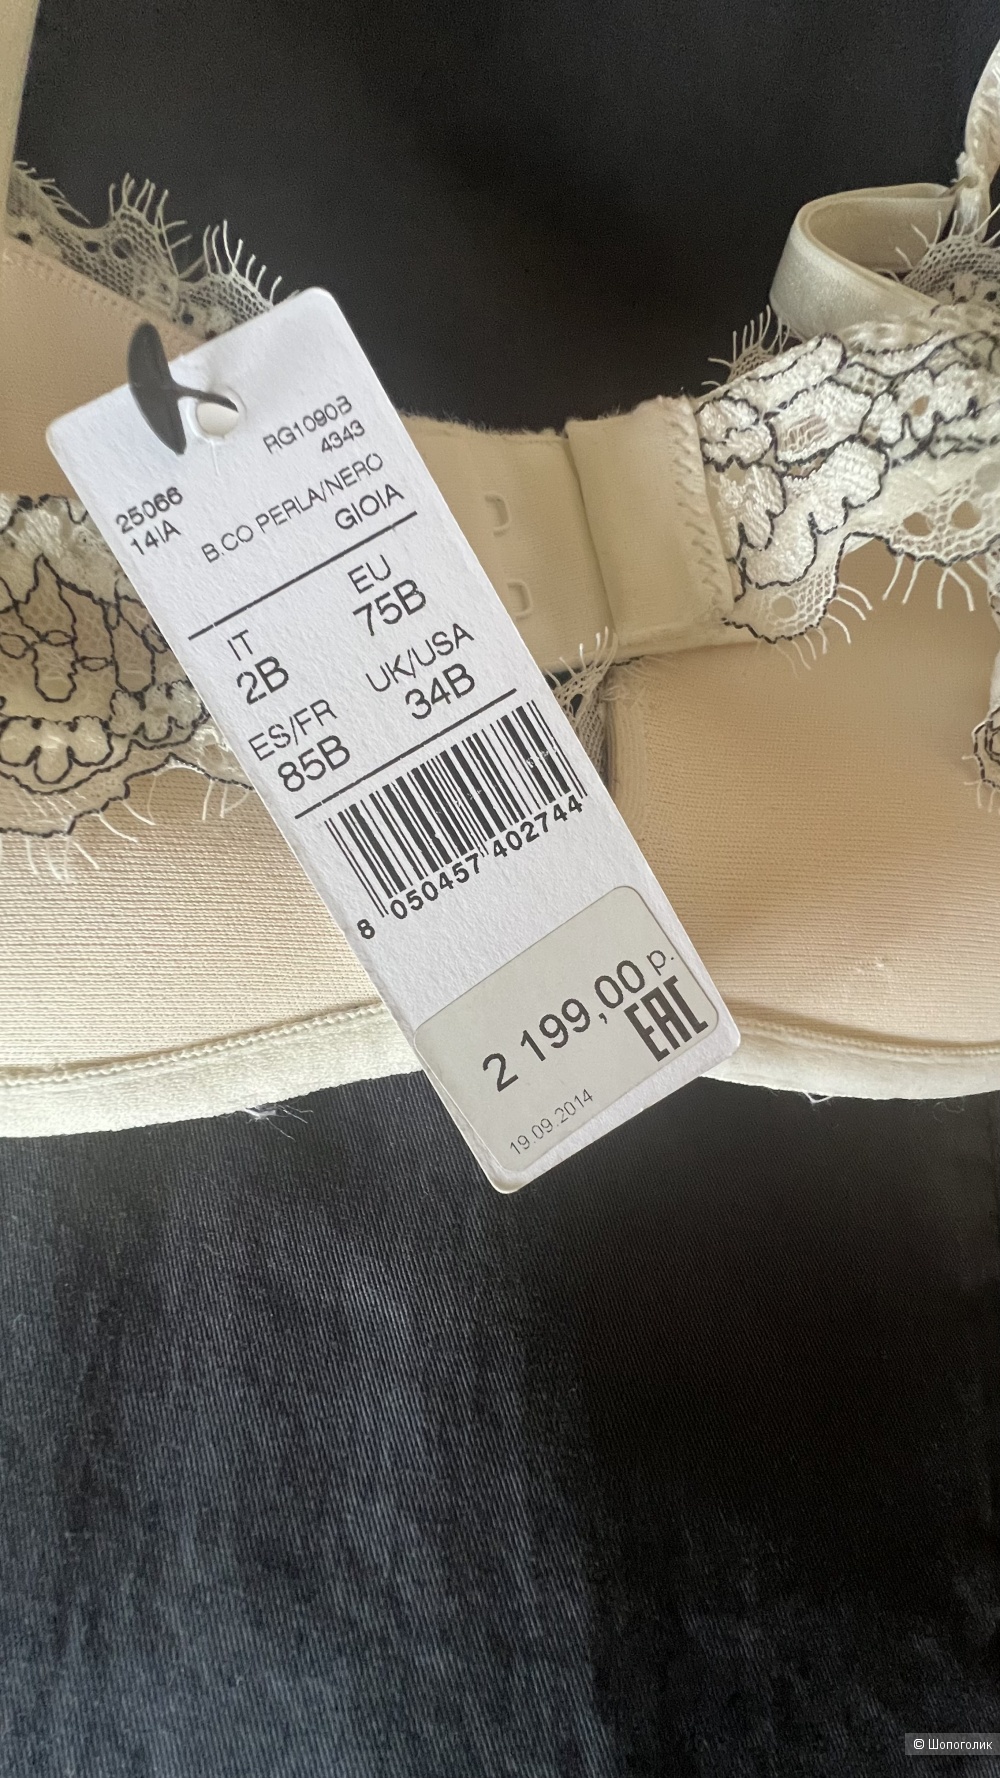 RG1090B
4343
25066
14IA
B.CO PERLA/NERO
GIOIA
IT
2B
EU
75B
ES/FR
85B
UK/USA
34B
8 050457 402744
2 199,00 р.
EAC
19.09.2014
© Шопоголик